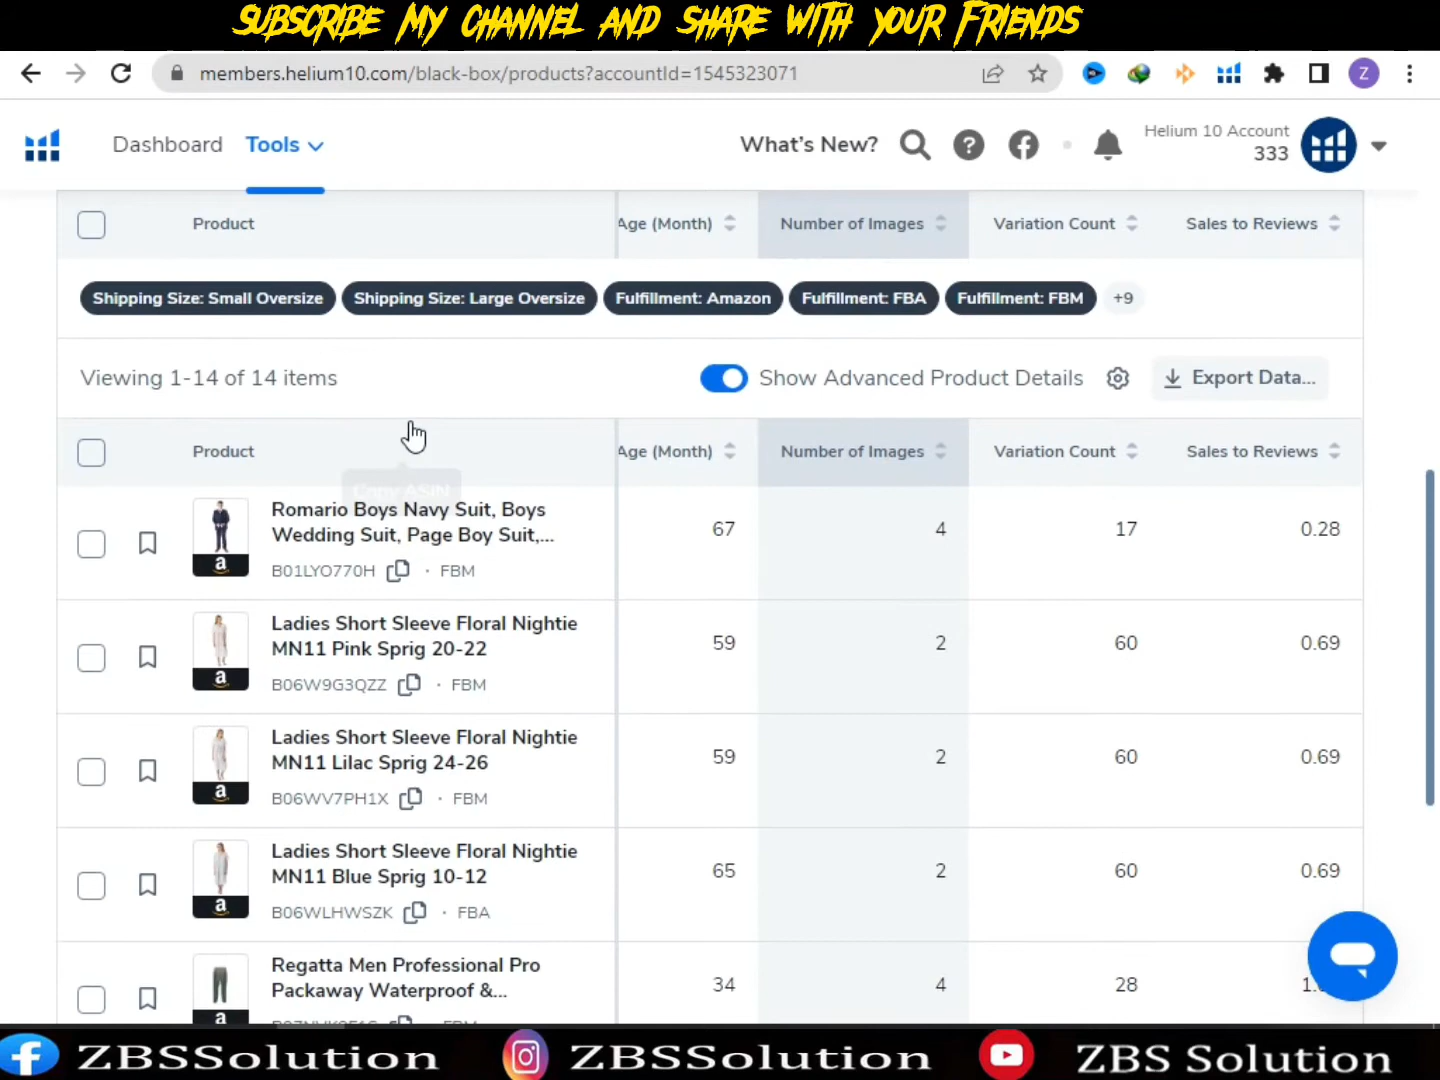 SUBSCRIBE MY CHANNEL AND SHARE WITH YOUR FRIENDS
members.helium10.com/black-box/products?accountId=1545323071
Z
Dashboard
Tools
What's New?
Helium 10 Account
333
Product
Age (Month)
Number of Images
Variation Count
Sales to Reviews
Shipping Size: Small Oversize
Shipping Size: Large Oversize
Fulfillment: Amazon
Fulfillment: FBA
Fulfillment: FBM
+9
Viewing 1-14 of 14 items
Show Advanced Product Details
Export Data...
Product
Age (Month)
Number of Images
Variation Count
Sales to Reviews
Copy ASIN
Romario Boys Navy Suit, Boys
Wedding Suit, Page Boy Suit,...
B01LYO770H · FBM
67
4
17
0.28
Ladies Short Sleeve Floral Nightie
MN11 Pink Sprig 20-22
B06W9G3QZZ · FBM
59
2
60
0.69
Ladies Short Sleeve Floral Nightie
MN11 Lilac Sprig 24-26
B06WV7PH1X · FBM
59
2
60
0.69
Ladies Short Sleeve Floral Nightie
MN11 Blue Sprig 10-12
B06WLHWSZK · FBA
65
2
60
0.69
Regatta Men Professional Pro
Packaway Waterproof &...
34
4
28
ZBSSolution
ZBSSolution
ZBS Solution